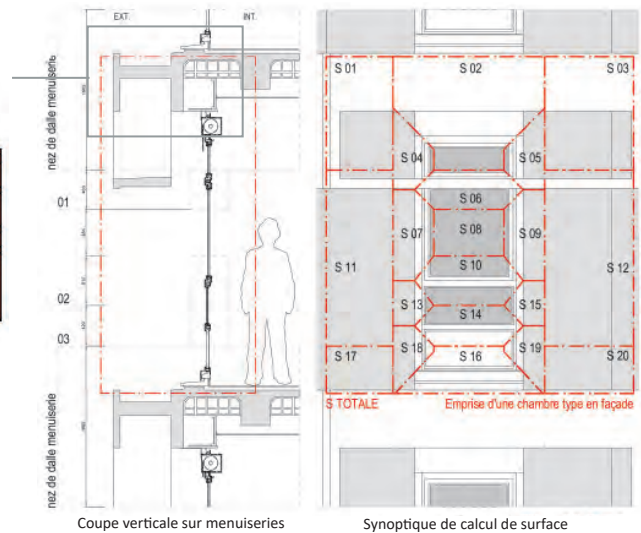 EXT.
INT.
nez de dalle menuiserie
01
02
03
nez de dalle menuiserie
Coupe verticale sur menuiseries
S 01
S 02
S 03
S 04
S 05
S 06
S 07
S 08
S 09
S 10
S 11
S 12
S 13
S 14
S 15
S 16
S 17
S 18
S 19
S 20
S TOTALE
Emprise d'une chambre type en façade
Synoptique de calcul de surface